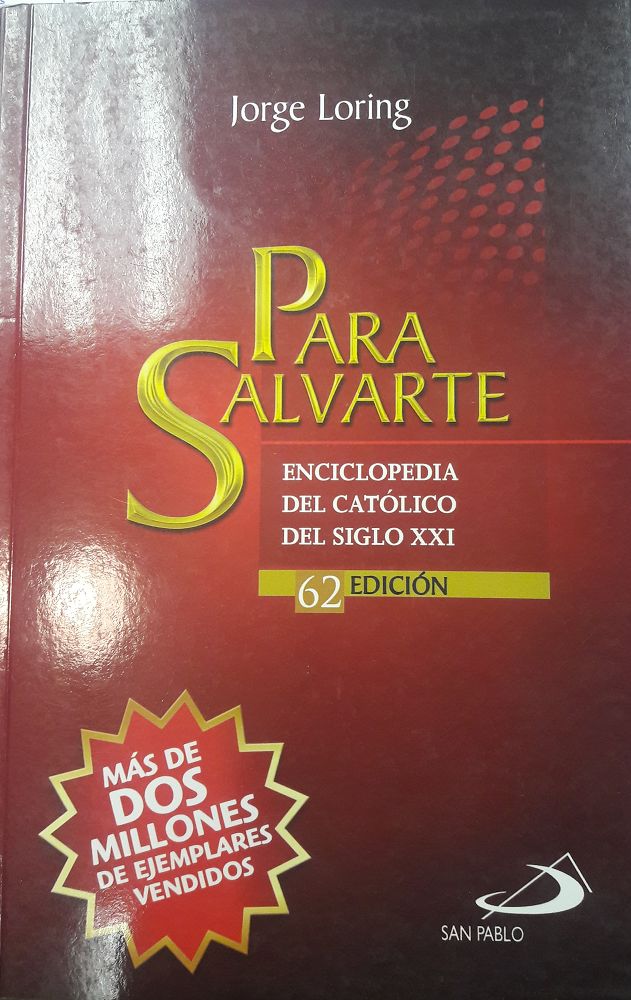 Jorge Loring
PARA
SALVARTE
ENCICLOPEDIA
DEL CATÓLICO
DEL SIGLO XXI
62 EDICIÓN
MÁS DE
DOS
MILLONES
DE EJEMPLARES
VENDIDOS
SAN PABLO